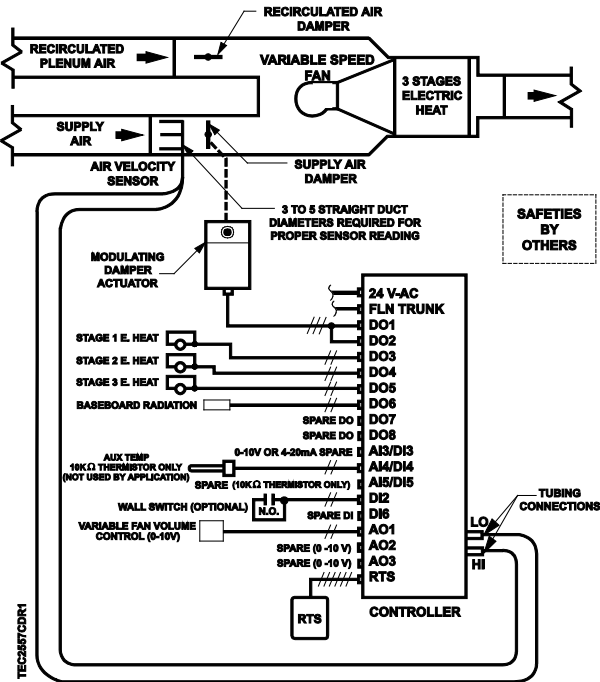 RECIRCULATED AIR
DAMPER
RECIRCULATED
PLENUM AIR
VARIABLE SPEED
FAN
3 STAGES
ELECTRIC
HEAT
SUPPLY
AIR
AIR VELOCITY
SENSOR
SUPPLY AIR
DAMPER
3 TO 5 STRAIGHT DUCT
DIAMETERS REQUIRED FOR
PROPER SENSOR READING
SAFETIES
BY
OTHERS
MODULATING
DAMPER
ACTUATOR
24 V-AC
FLN TRUNK
DO1
DO2
STAGE 1 E. HEAT
DO3
STAGE 2 E. HEAT
DO4
STAGE 3 E. HEAT
DO5
BASEBOARD RADIATION
DO6
SPARE DO
DO7
SPARE DO
DO8
0-10V OR 4-20mA SPARE
AI3/DI3
AUX TEMP
10KΩ THERMISTOR ONLY
(NOT USED BY APPLICATION)
AI4/DI4
SPARE (10KΩ THERMISTOR ONLY)
AI5/DI5
WALL SWITCH (OPTIONAL)
N.O.
DI2
SPARE DI
DI6
VARIABLE FAN VOLUME
CONTROL (0-10V)
AO1
SPARE (0 -10 V)
AO2
SPARE (0 -10 V)
AO3
RTS
LO
HI
TUBING
CONNECTIONS
RTS
CONTROLLER
TEC2557CDR1